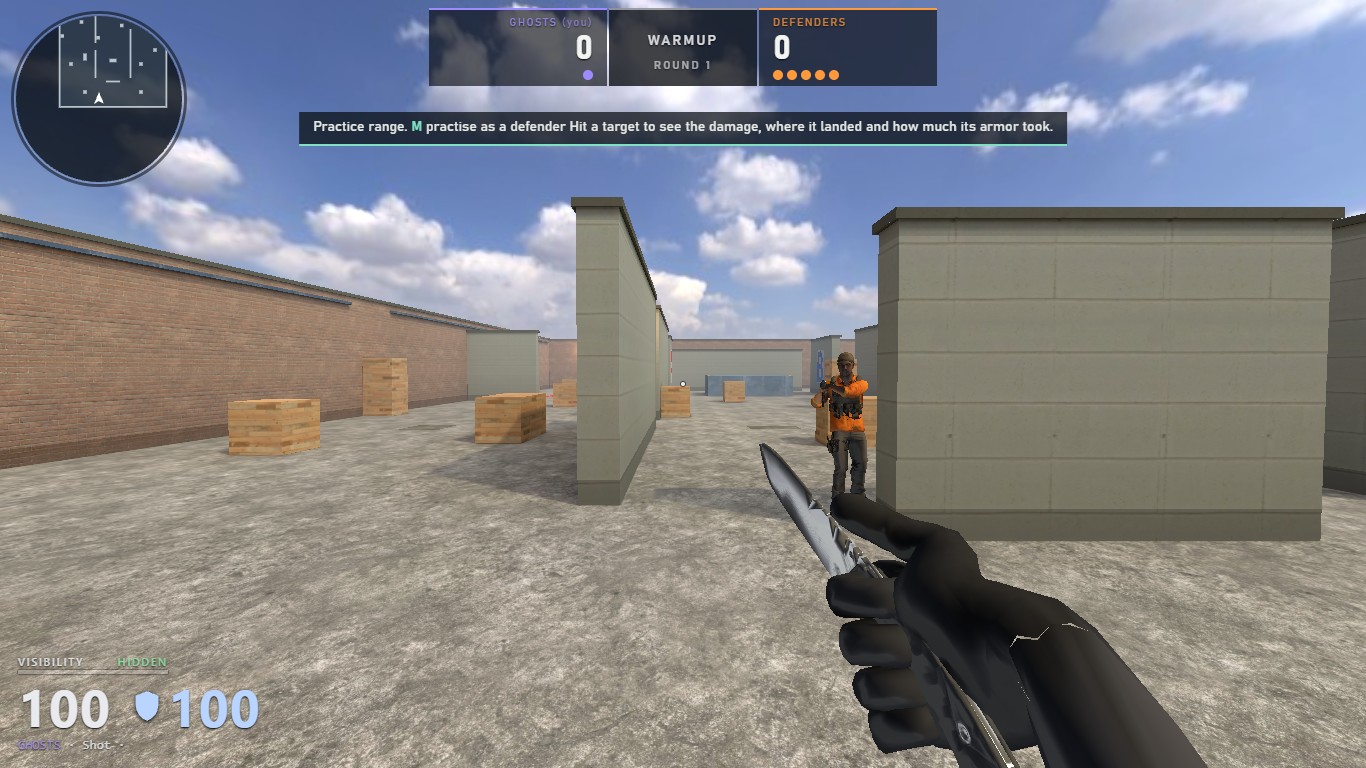 GHOSTS (you)
0
WARMUP
ROUND 1
DEFENDERS
0
Practice range. M practise as a defender Hit a target to see the damage, where it landed and how much its armor took.
VISIBILITY HIDDEN
100 100
GHOSTS · Shot ·